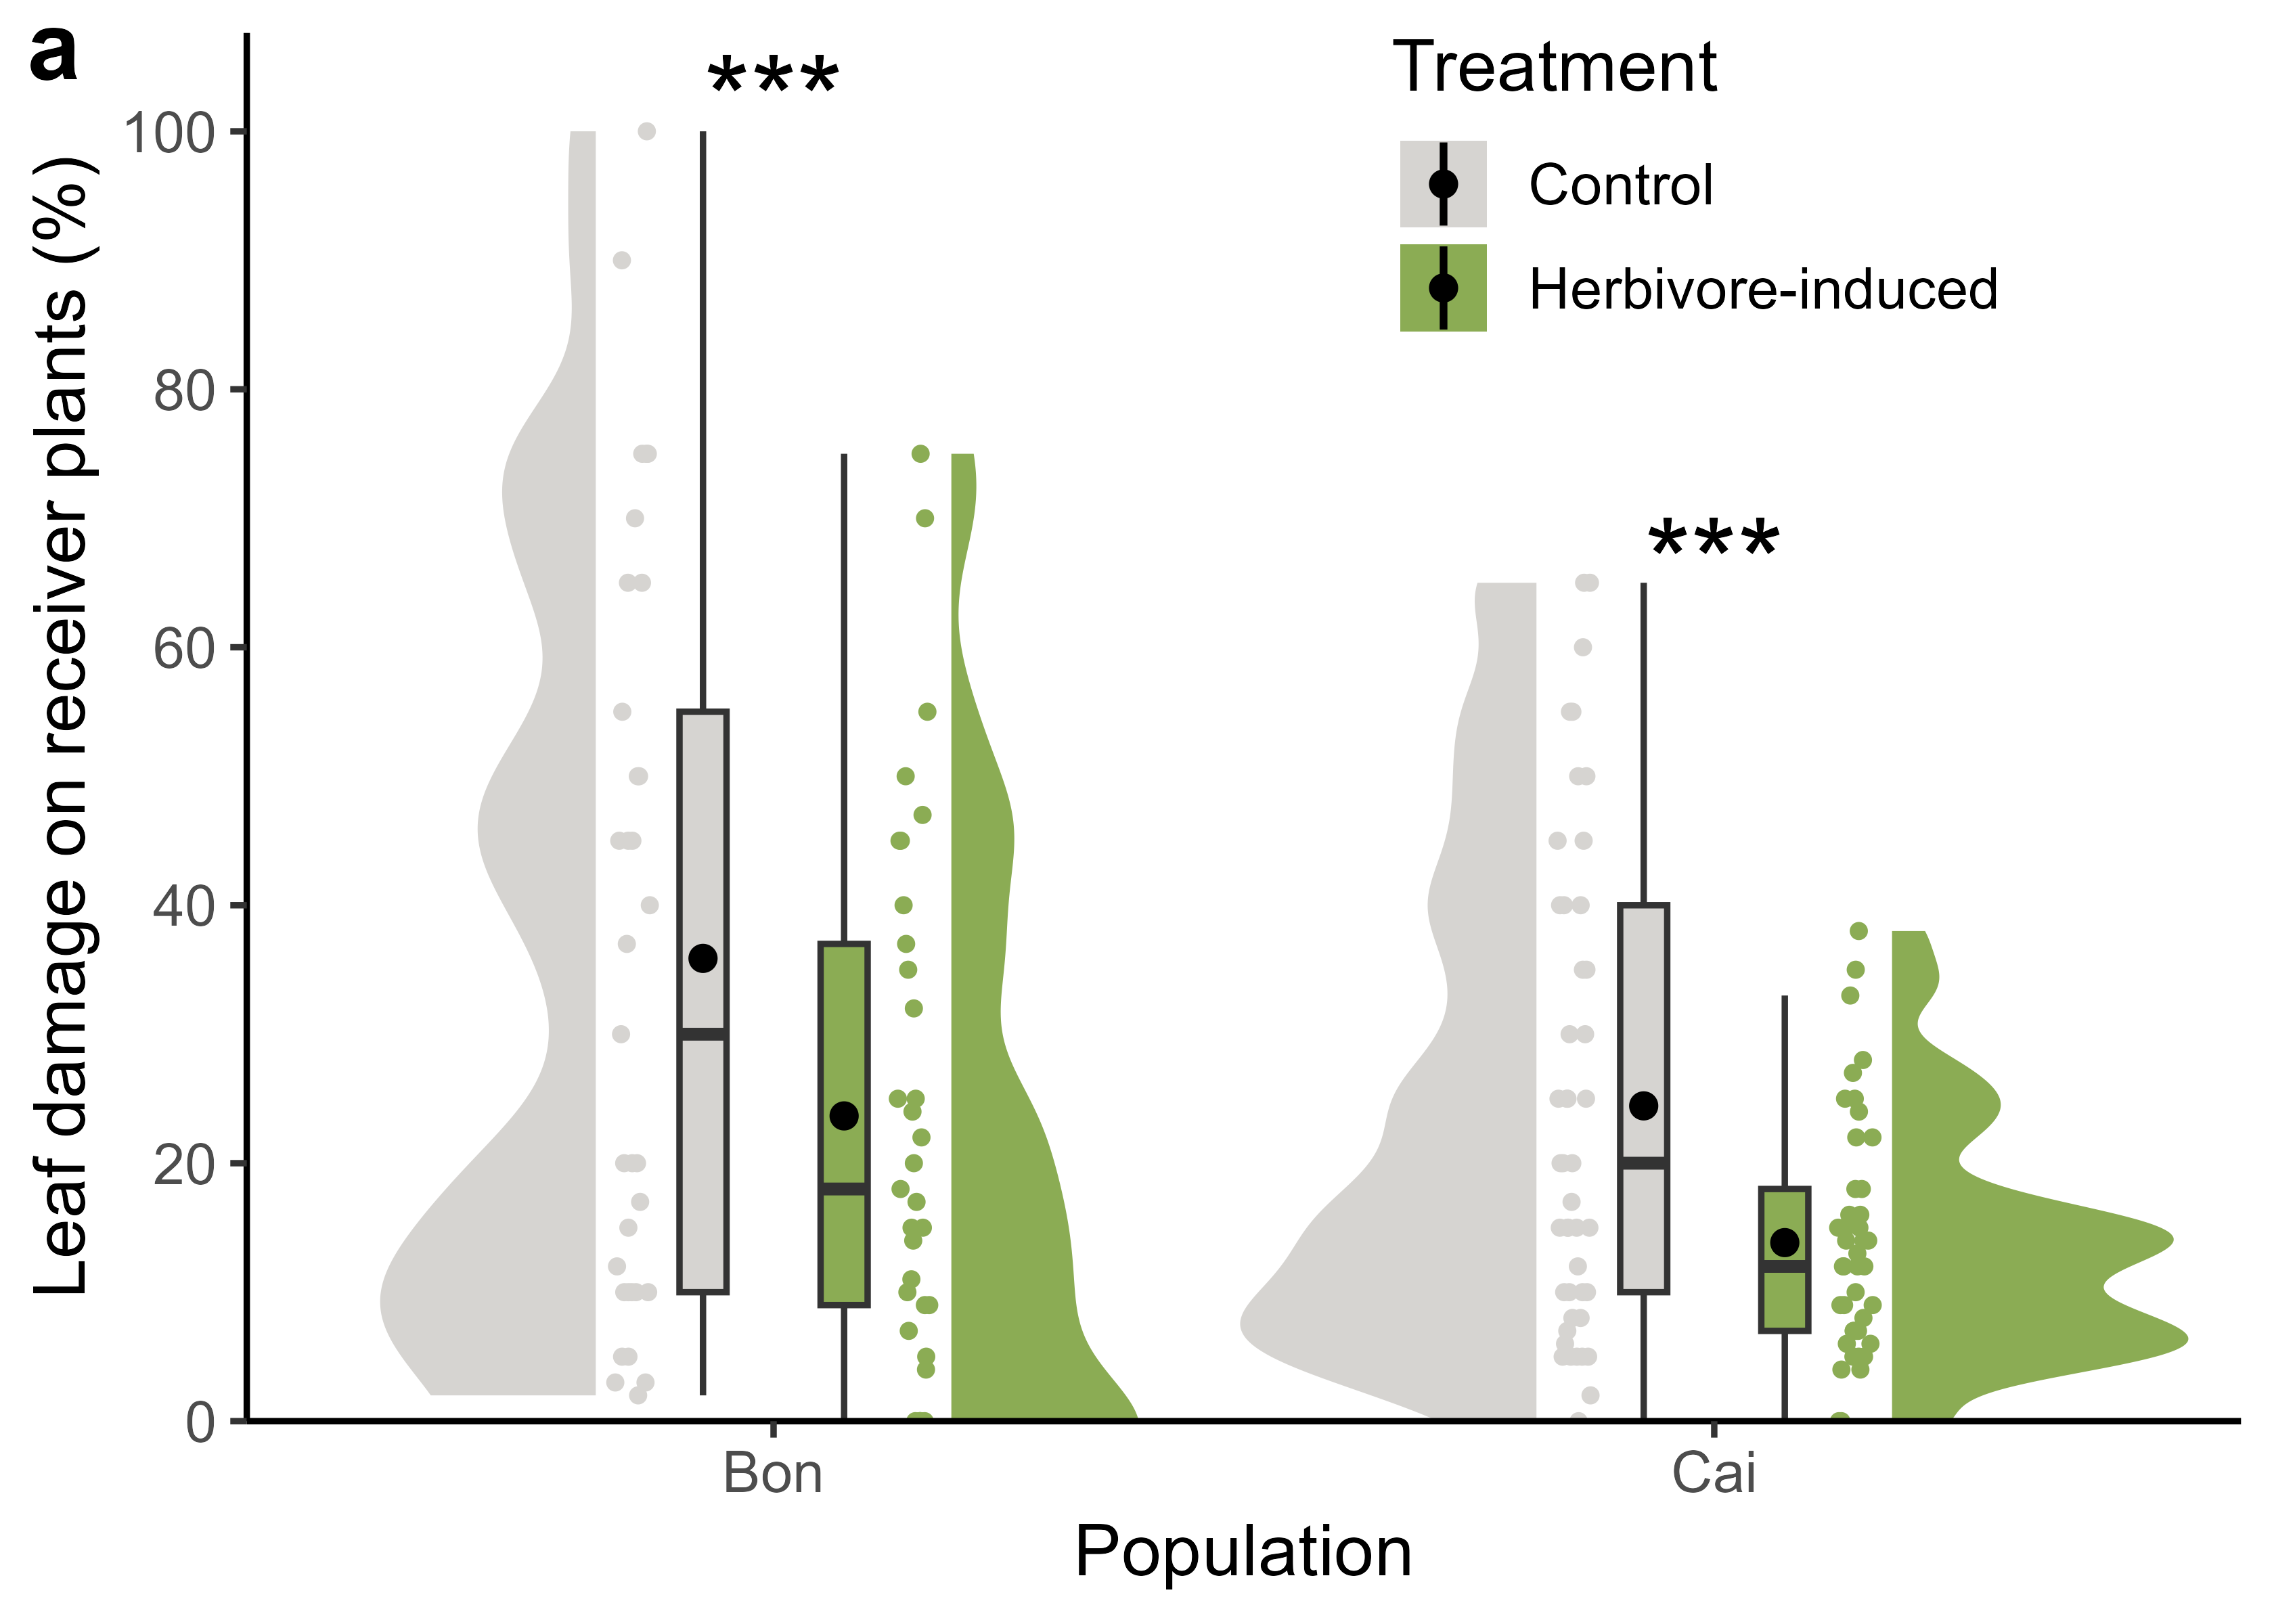 a
***
Treatment
Control
Herbivore-induced
***
Leaf damage on receiver plants (%)
100
80
60
40
20
0
Bon
Cai
Population